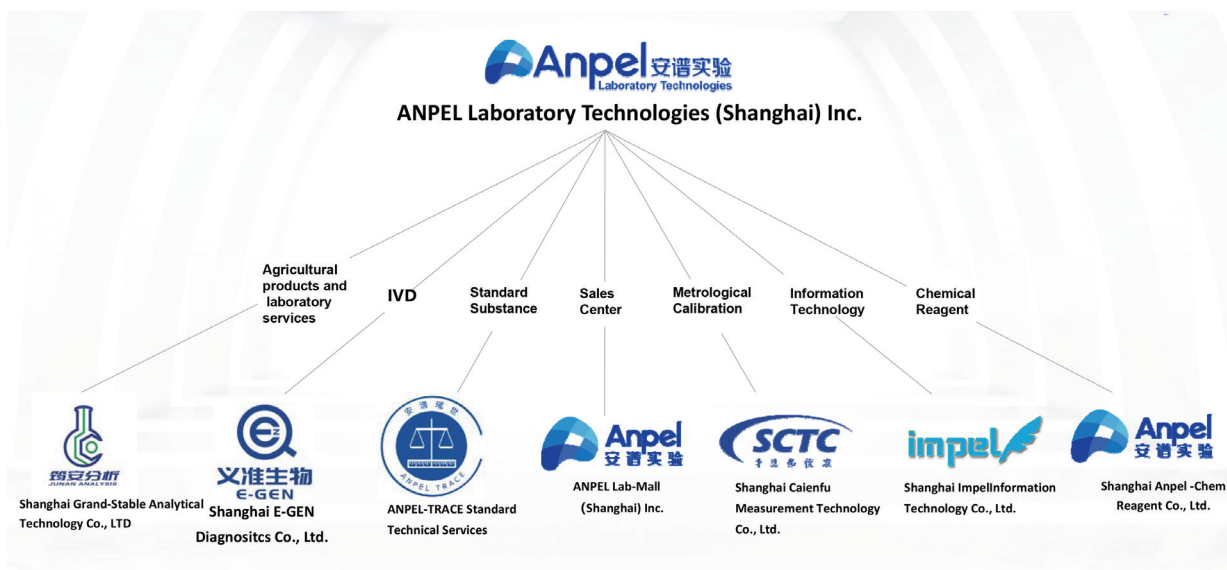 Anpel 安谱实验
Laboratory Technologies
ANPEL Laboratory Technologies (Shanghai) Inc.
Agricultural
products and
laboratory
services
IVD
Standard
Substance
Sales
Center
Metrological
Calibration
Information
Technology
Chemical
Reagent
筠安分析
JUNAN ANALYSIS
Shanghai Grand-Stable Analytical
Technology Co., LTD
EZ
义准生物
E-GEN
Shanghai E-GEN
Diagnositcs Co., Ltd.
安谱璀世
ANPEL TRACE
ANPEL-TRACE Standard
Technical Services
Anpel
安谱实验
ANPEL Lab-Mall
(Shanghai) Inc.
SCTC
Shanghai Caienfu
Measurement Technology
Co., Ltd.
impel
Shanghai ImpelInformation
Technology Co., Ltd.
Anpel
安谱实验
Shanghai Anpel -Chem
Reagent Co., Ltd.